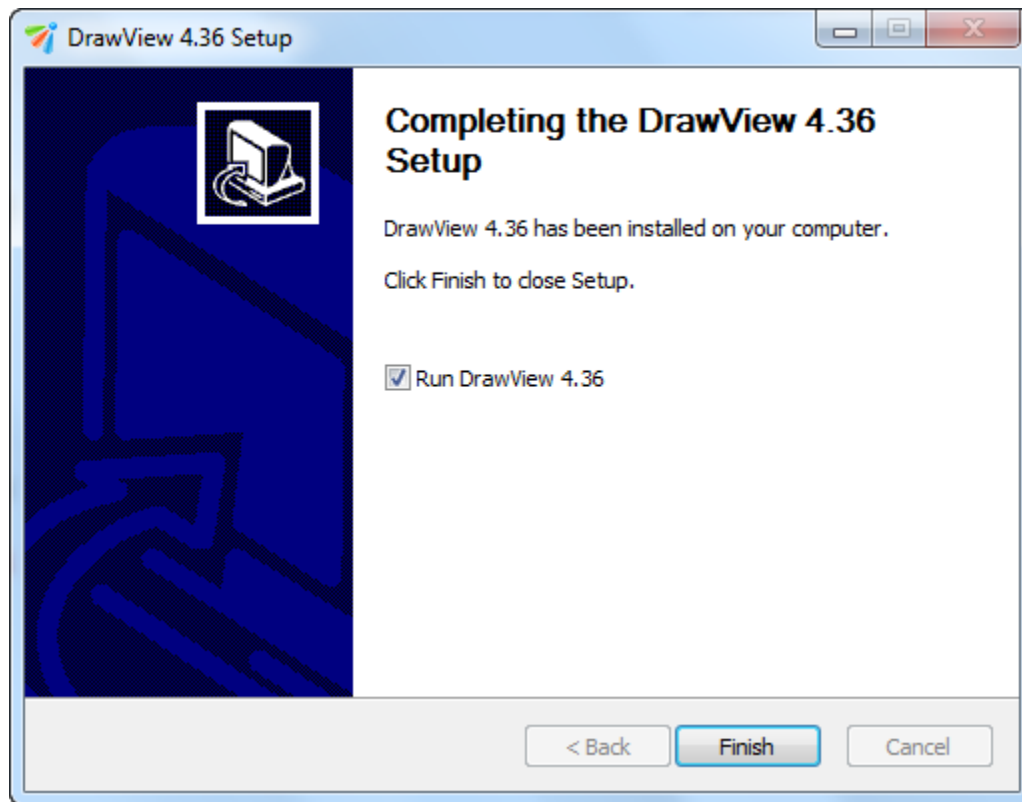 DrawView 4.36 Setup
Completing the DrawView 4.36
Setup
DrawView 4.36 has been installed on your computer.
Click Finish to close Setup.
Run DrawView 4.36
< Back
Finish
Cancel